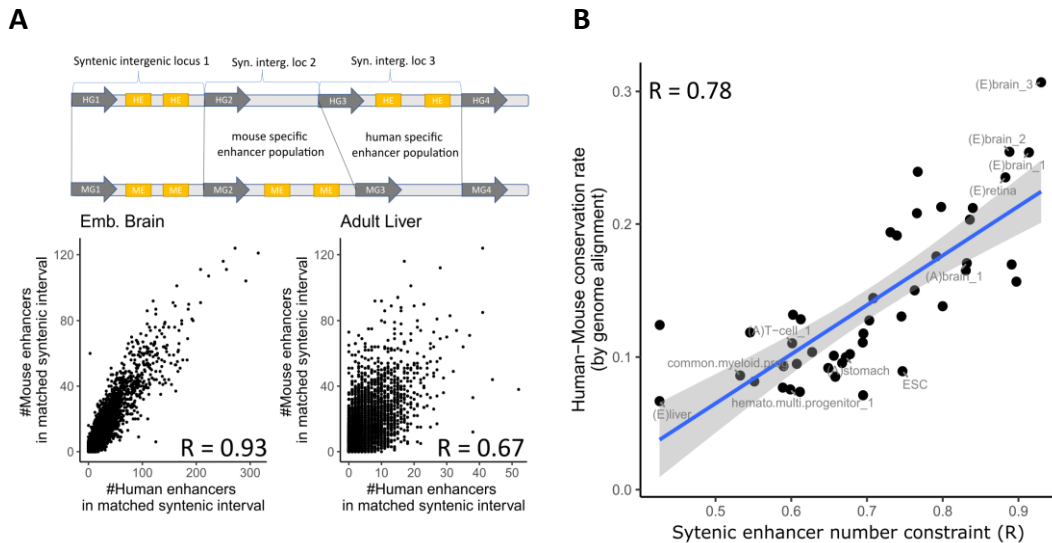 A
Syntenic intergenic locus 1 Syn. interg. loc 2 Syn. interg. loc 3
HG1 HE HE HG2 HG3 HE HE HG4
mouse specific human specific
enhancer population enhancer population
MG1 ME ME MG2 ME ME MG3 MG4
Emb. Brain
#Mouse enhancers
in matched syntenic interval
120
80
40
0
R = 0.93
0 100 200 300
#Human enhancers
in matched syntenic interval
Adult Liver
#Mouse enhancers
in matched syntenic interval
120
80
40
0
R = 0.67
0 10 20 30 40 50
#Human enhancers
in matched syntenic interval
B
R = 0.78
Human−Mouse conservation rate
(by genome alignment)
0.3
0.2
0.1
0.0
(E)brain_3
(E)brain_2
(E)brain_1
(E)retina
(A)brain_1
(A)T−cell_1
common.myeloid.prog
stomach
ESC
hemato.multi.progenitor_1
(E)liver
0.5 0.6 0.7 0.8 0.9
Sytenic enhancer number constraint (R)